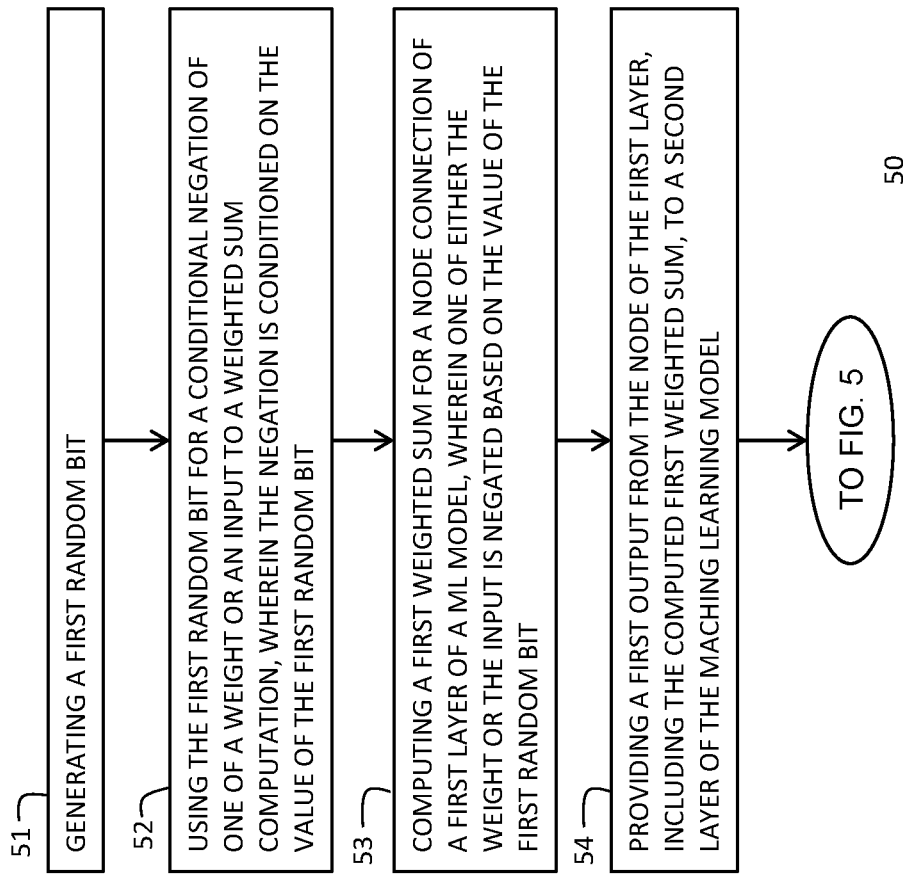 51
GENERATING A FIRST RANDOM BIT
52
USING THE FIRST RANDOM BIT FOR A CONDITIONAL NEGATION OF
ONE OF A WEIGHT OR AN INPUT TO A WEIGHTED SUM
COMPUTATION, WHEREIN THE NEGATION IS CONDITIONED ON THE
VALUE OF THE FIRST RANDOM BIT
53
COMPUTING A FIRST WEIGHTED SUM FOR A NODE CONNECTION OF
A FIRST LAYER OF A ML MODEL, WHEREIN ONE OF EITHER THE
WEIGHT OR THE INPUT IS NEGATED BASED ON THE VALUE OF THE
FIRST RANDOM BIT
54
PROVIDING A FIRST OUTPUT FROM THE NODE OF THE FIRST LAYER,
INCLUDING THE COMPUTED FIRST WEIGHTED SUM, TO A SECOND
LAYER OF THE MACHING LEARNING MODEL
TO FIG. 5
50